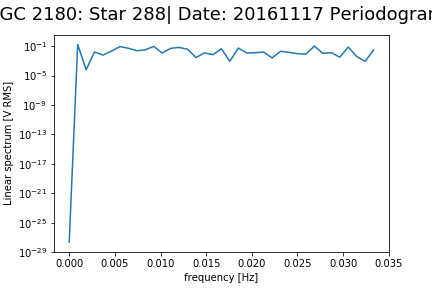 GC 2180: Star 288| Date: 20161117 Periodogram
Linear spectrum [V RMS]
10⁻¹
10⁻⁵
10⁻⁹
10⁻¹³
10⁻¹⁷
10⁻²¹
10⁻²⁵
10⁻²⁹
0.000 0.005 0.010 0.015 0.020 0.025 0.030 0.035
frequency [Hz]